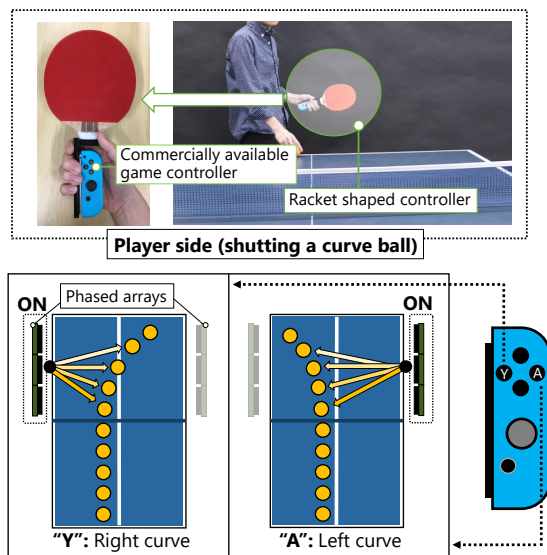 Commercially available
game controller
Racket shaped controller
Player side (shutting a curve ball)
ON
Phased arrays
ON
Y
A
“Y”: Right curve
“A”: Left curve